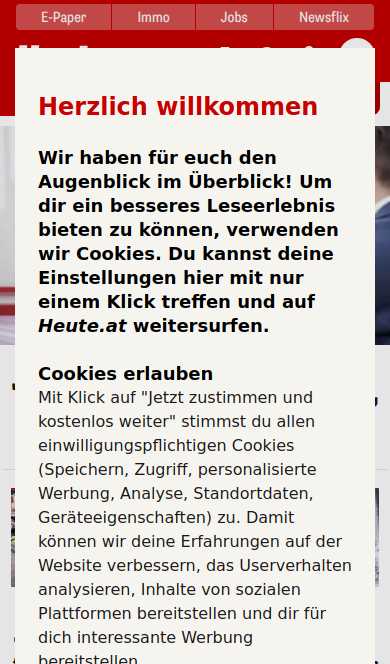 E-Paper
Immo
Jobs
Newsflix
Herzlich willkommen
Wir haben für euch den
Augenblick im Überblick! Um
dir ein besseres Leseerlebnis
bieten zu können, verwenden
wir Cookies. Du kannst deine
Einstellungen hier mit nur
einem Klick treffen und auf
Heute.at weitersurfen.
Cookies erlauben
Mit Klick auf "Jetzt zustimmen und
kostenlos weiter" stimmst du allen
einwilligungspflichtigen Cookies
(Speichern, Zugriff, personalisierte
Werbung, Analyse, Standortdaten,
Geräteeigenschaften) zu. Damit
können wir deine Erfahrungen auf der
Website verbessern, das Userverhalten
analysieren, Inhalte von sozialen
Plattformen bereitstellen und dir für
dich interessante Werbung
bereitstellen